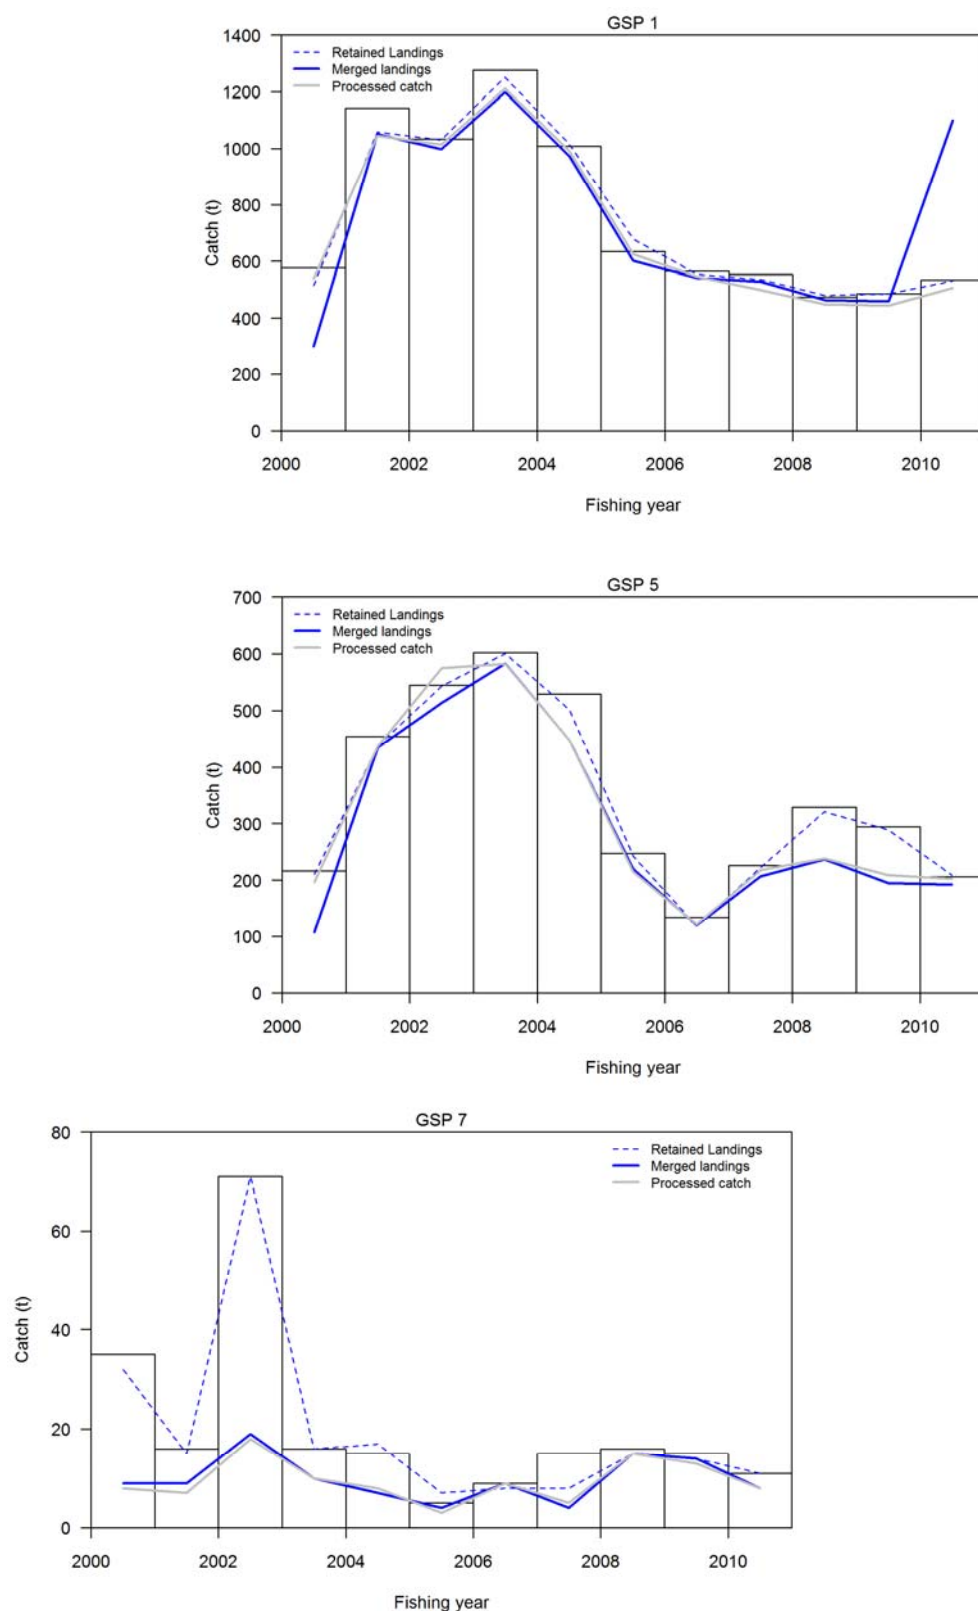 GSP 1
1400
1200
1000
800
600
400
200
0
Catch (t)
Retained Landings
Merged landings
Processed catch
2000 2002 2004 2006 2008 2010
Fishing year
GSP 5
700
600
500
400
300
200
100
0
Catch (t)
Retained Landings
Merged landings
Processed catch
2000 2002 2004 2006 2008 2010
Fishing year
GSP 7
80
60
40
20
0
Catch (t)
Retained Landings
Merged landings
Processed catch
2000 2002 2004 2006 2008 2010
Fishing year